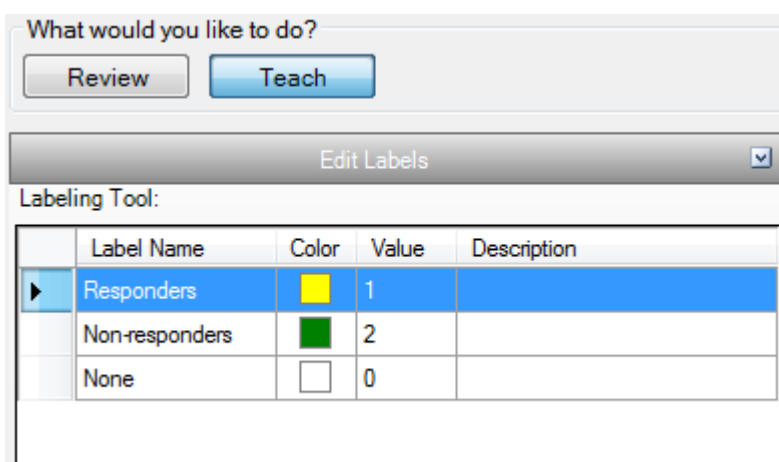 What would you like to do?
Review Teach
Edit Labels
Labeling Tool:
Label Name Color Value Description
Responders 1
Non-responders 2
None 0